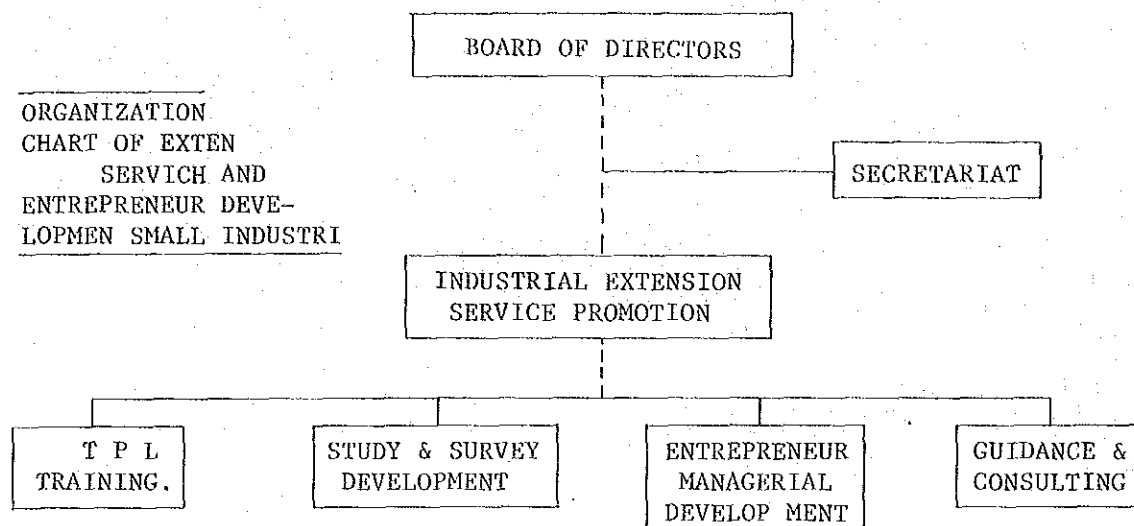 BOARD OF DIRECTORS
ORGANIZATION
CHART OF EXTEN
SERVICH AND
ENTREPRENEUR DEVE-
LOPMEN SMALL INDUSTRI
SECRETARIAT
INDUSTRIAL EXTENSION
SERVICE PROMOTION
T P L
TRAINING.
STUDY & SURVEY
DEVELOPMENT
ENTREPRENEUR
MANAGERIAL
DEVELOP MENT
GUIDANCE &
CONSULTING